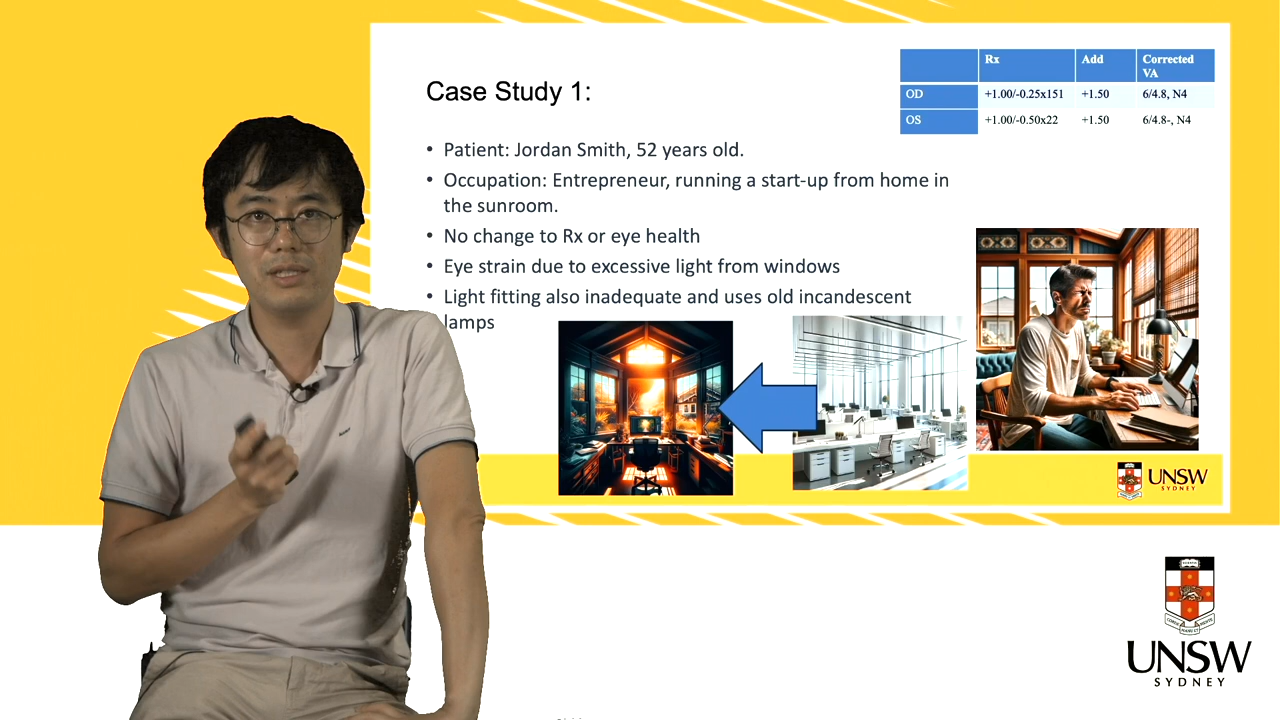 Case Study 1:
Rx Add Corrected VA
OD +1.00/-0.25x151 +1.50 6/4.8, N4
OS +1.00/-0.50x22 +1.50 6/4.8-, N4
• Patient: Jordan Smith, 52 years old.
• Occupation: Entrepreneur, running a start-up from home in
the sunroom.
• No change to Rx or eye health
• Eye strain due to excessive light from windows
• Light fitting also inadequate and uses old incandescent
lamps
UNSW
SYDNEY
UNSW
SYDNEY